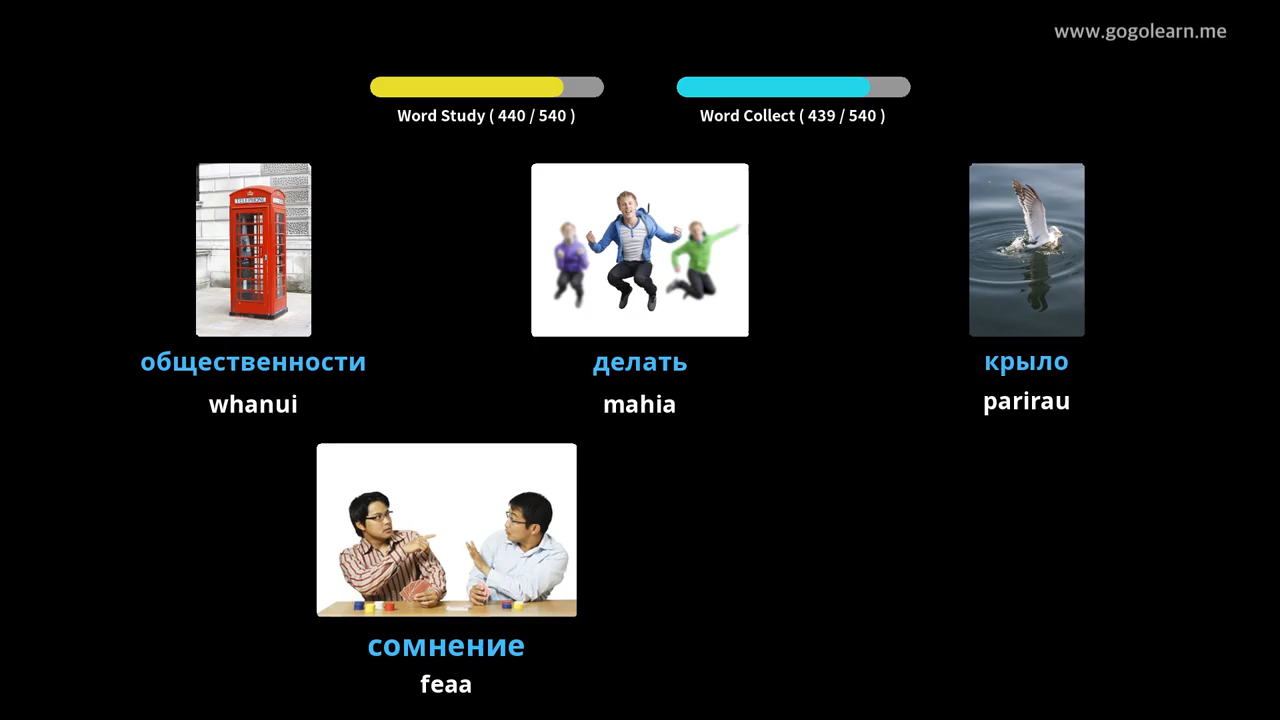 www.gogolearn.me
Word Study ( 440 / 540 )
Word Collect ( 439 / 540 )
TELEPHONE
общественности
делать
крыло
whanui
mahia
parirau
сомнение
feaa